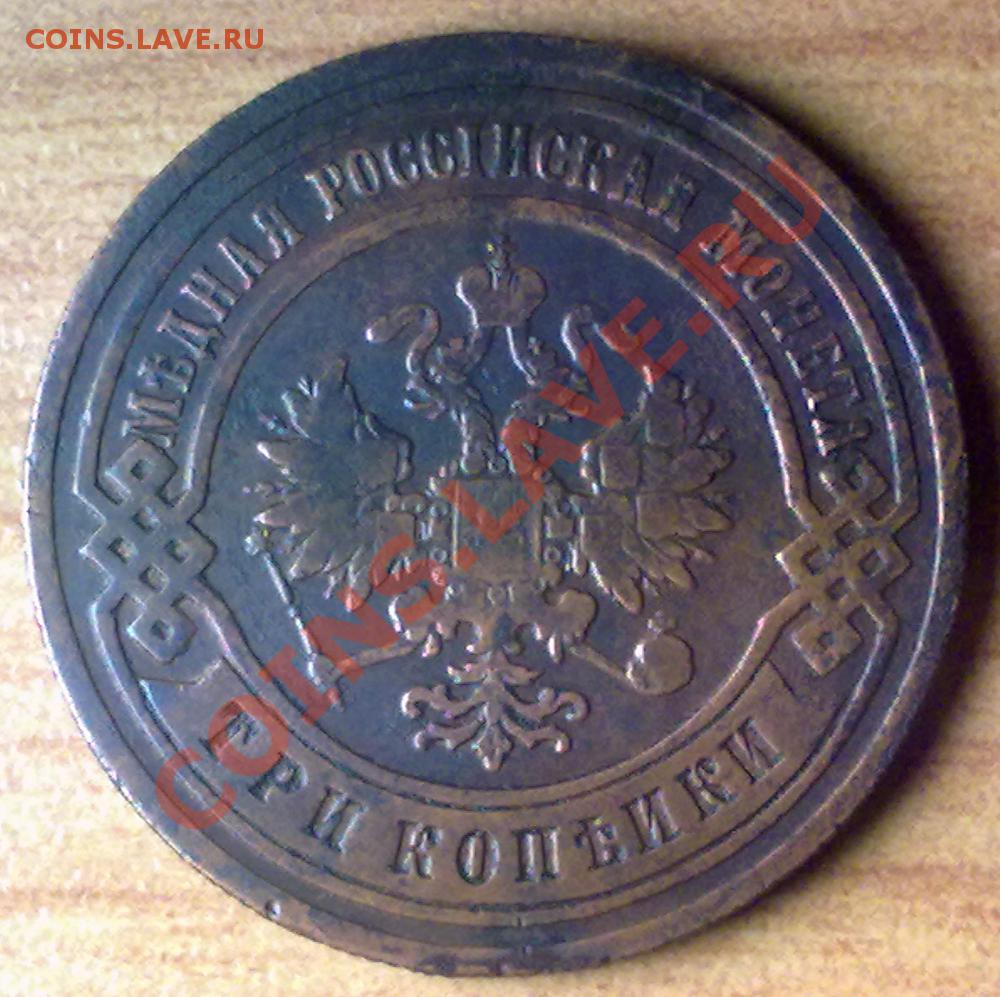 COINS.LAVE.RU
МѢДНАЯ РОССІЙСКАЯ МОНЕТА
COINS.LAVE.RU
ТРИ КОПѢЙКИ